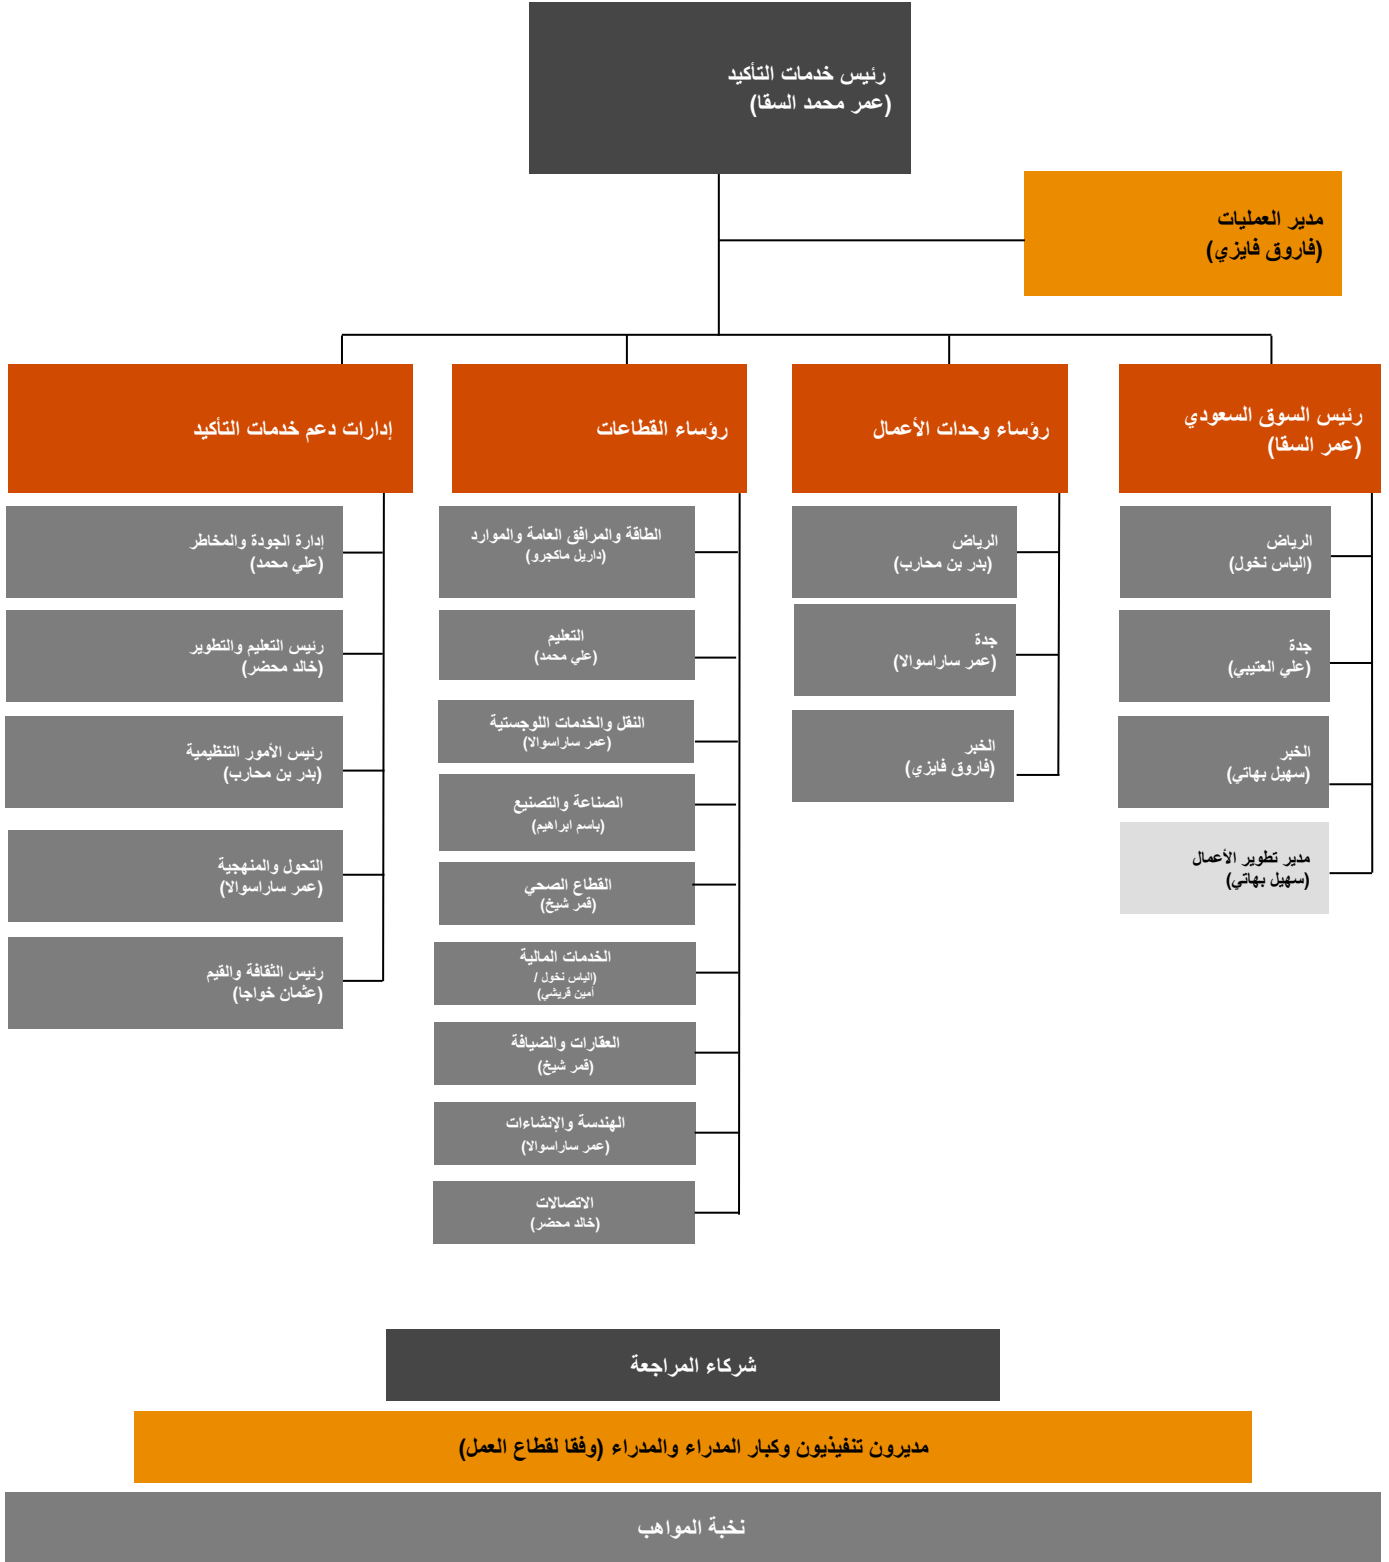 رئيس خدمات التأكيد
(عمر محمد السقا)
مدير العمليات
(فاروق فايزي)
رئيس السوق السعودي
(عمر السقا)
الرياض
(الياس نخول)
جدة
(علي العتيبي)
الخبر
(سهيل بهاتي)
مدير تطوير الأعمال
(سهيل بهاتي)
رؤساء وحدات الأعمال
الرياض
(بدر بن محارب)
جدة
(عمر ساراسوالا)
الخبر
(فاروق فايزي)
رؤساء القطاعات
الطاقة والمرافق العامة والموارد
(داريل ماكجرو)
التعليم
(علي محمد)
النقل والخدمات اللوجستية
(عمر ساراسوالا)
الصناعة والتصنيع
(باسم ابراهيم)
القطاع الصحي
(قمر شيخ)
الخدمات المالية
(الياس نخول /
أمين قريشي)
العقارات والضيافة
(قمر شيخ)
الهندسة والإنشاءات
(عمر ساراسوالا)
الاتصالات
(خالد محضر)
إدارات دعم خدمات التأكيد
إدارة الجودة والمخاطر
(علي محمد)
رئيس التعليم والتطوير
(خالد محضر)
رئيس الأمور التنظيمية
(بدر بن محارب)
التحول والمنهجية
(عمر ساراسوالا)
رئيس الثقافة والقيم
(عثمان خواجا)
شركاء المراجعة
مديرون تنفيذيون وكبار المدراء والمدراء (وفقا لقطاع العمل)
نخبة المواهب